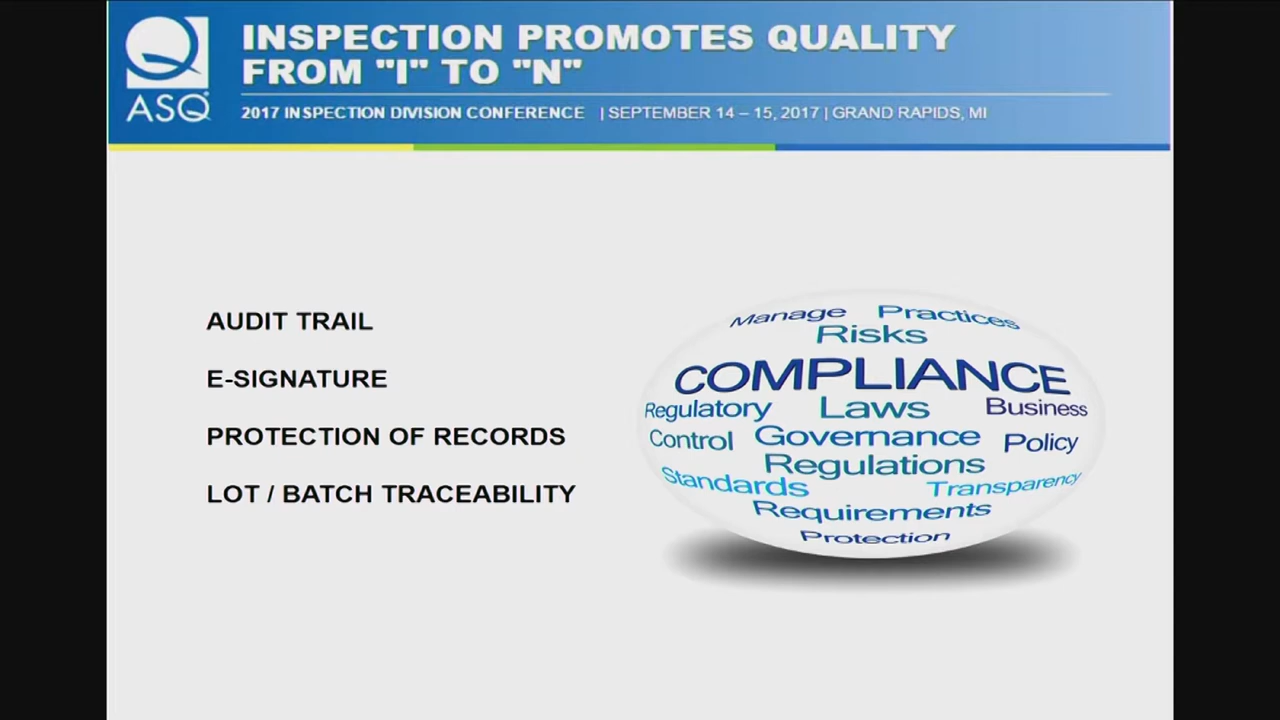 INSPECTION PROMOTES QUALITY
FROM "I" TO "N"
ASQ
2017 INSPECTION DIVISION CONFERENCE | SEPTEMBER 14 – 15, 2017 | GRAND RAPIDS, MI
AUDIT TRAIL
E-SIGNATURE
PROTECTION OF RECORDS
LOT / BATCH TRACEABILITY
Manage Practices
Risks
COMPLIANCE
Regulatory Laws Business
Control Governance Policy
Regulations
Standards Transparency
Requirements
Protection